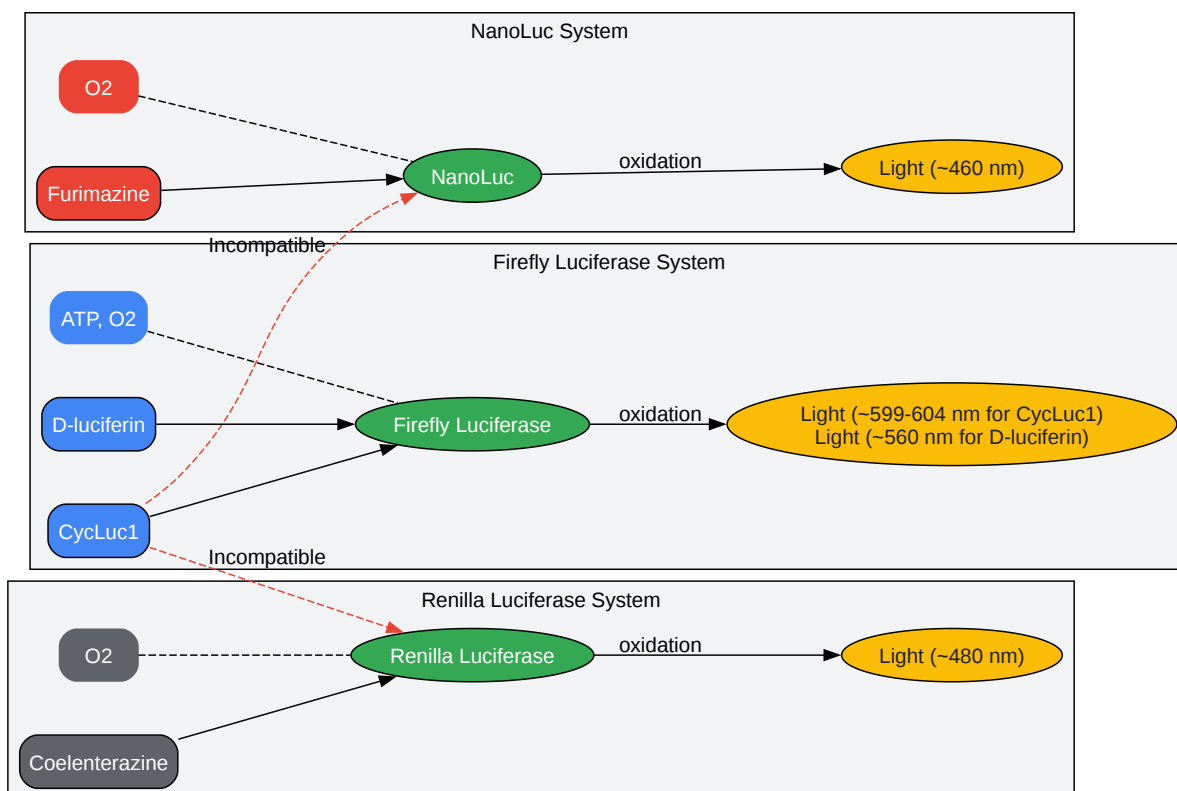 NanoLuc System
O2
Furimazine
NanoLuc
oxidation
Light (~460 nm)
Incompatible
Firefly Luciferase System
ATP, O2
D-luciferin
CycLuc1
Firefly Luciferase
oxidation
Light (~599-604 nm for CycLuc1)
Light (~560 nm for D-luciferin)
Incompatible
Renilla Luciferase System
O2
Coelenterazine
Renilla Luciferase
oxidation
Light (~480 nm)